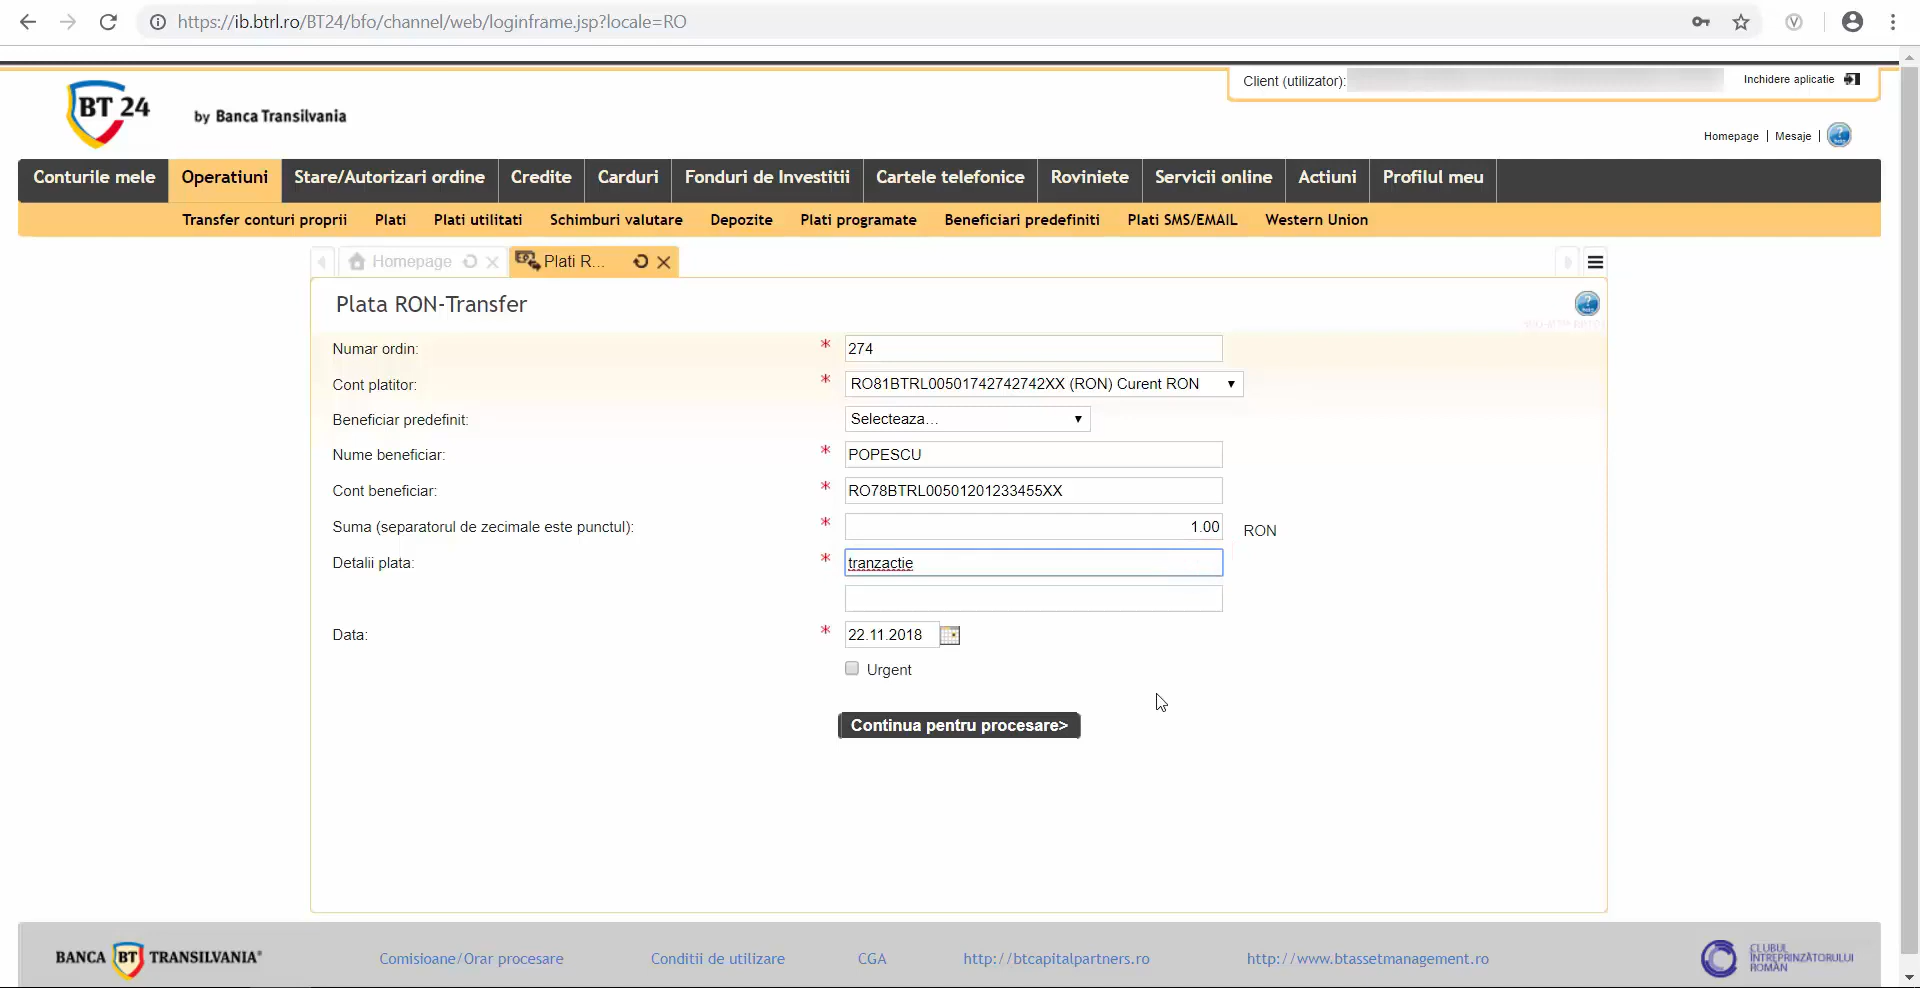 https://ib.btrl.ro/BT24/bfo/channel/web/loginframe.jsp?locale=RO
BT 24 by Banca Transilvania
Client (utilizator): Inchidere aplicatie
Homepage | Mesaje |
Conturile mele Operatiuni Stare/Autorizari ordine Credite Carduri Fonduri de Investitii Cartele telefonice Roviniete Servicii online Actiuni Profilul meu
Transfer conturi proprii Plati Plati utilitati Schimburi valutare Depozite Plati programate Beneficiari predefiniti Plati SMS/EMAIL Western Union
Homepage Plati R...
Plata RON-Transfer
Numar ordin: * 274
Cont platitor: * RO81BTRL00501742742742XX (RON) Curent RON
Beneficiar predefinit: Selecteaza...
Nume beneficiar: * POPESCU
Cont beneficiar: * RO78BTRL00501201233455XX
Suma (separatorul de zecimale este punctul): * 1.00 RON
Detalii plata: * tranzactie
Data: * 22.11.2018
Urgent
Continua pentru procesare>
BANCA BT TRANSILVANIA® Comisioane/Orar procesare Conditii de utilizare CGA http://btcapitalpartners.ro http://www.btassetmanagement.ro
CLUBUL
ÎNTREPRINZĂTORULUI
ROMÂN